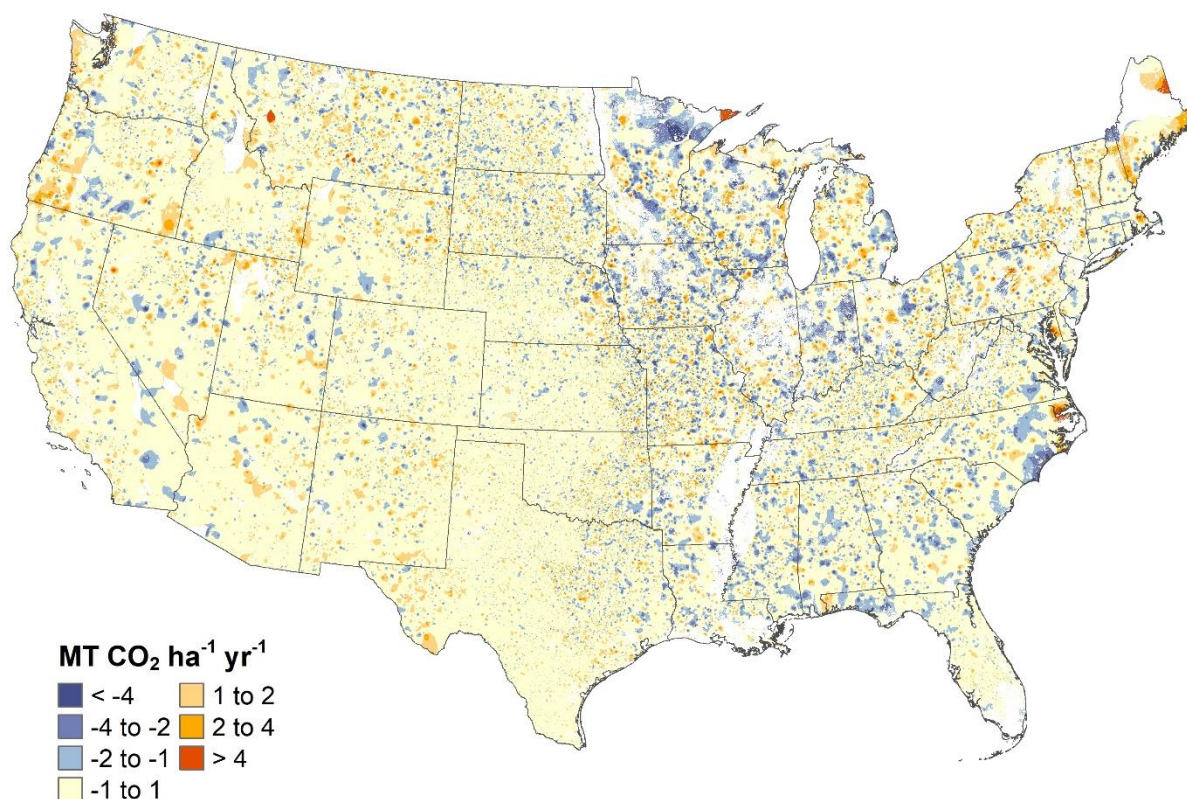 MT CO₂ ha⁻¹ yr⁻¹
< -4
-4 to -2
-2 to -1
-1 to 1
1 to 2
2 to 4
> 4